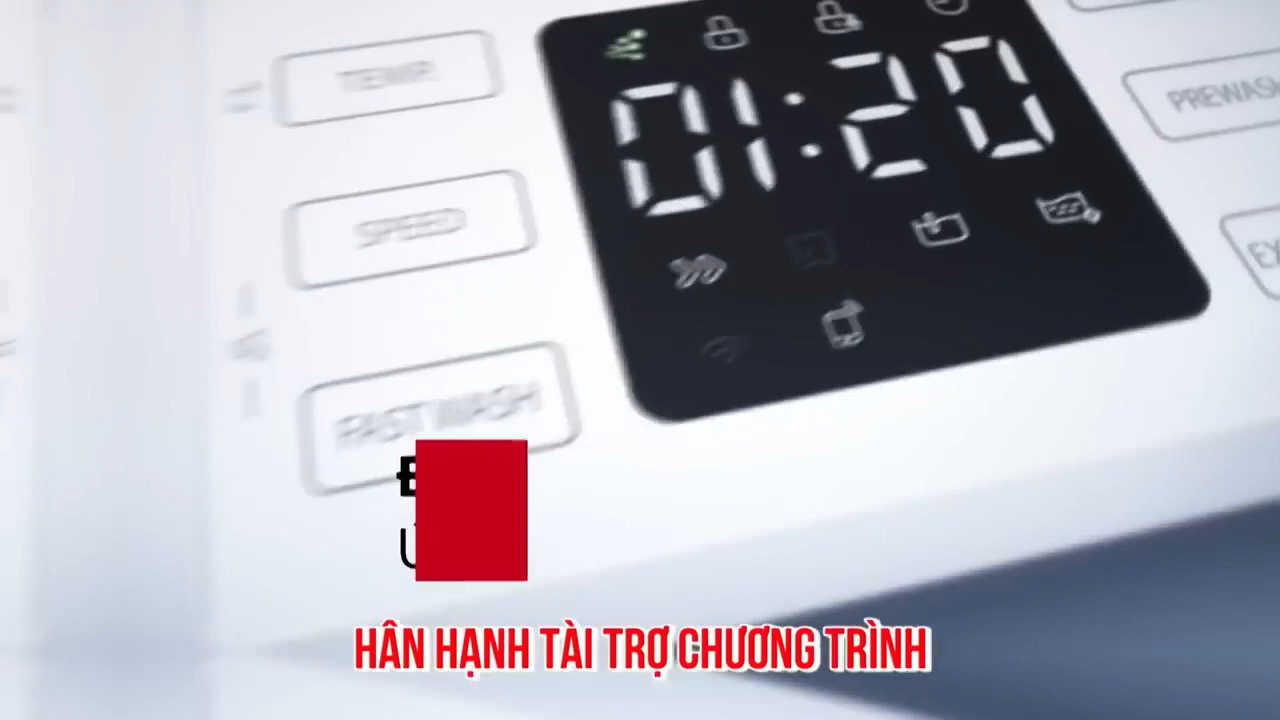 TEMP.
01:20
PREWASH
SPEED
FAST WASH
HÂN HẠNH TÀI TRỢ CHƯƠNG TRÌNH